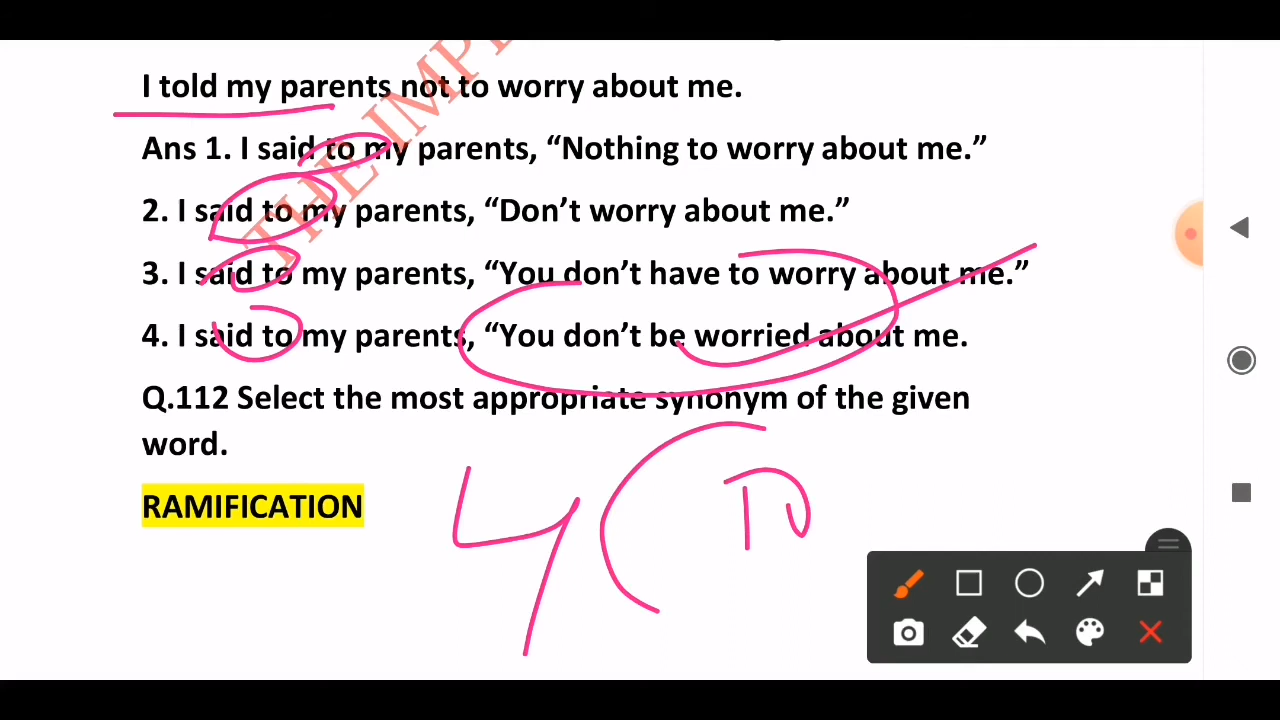 I told my parents not to worry about me.
Ans 1. I said to my parents, “Nothing to worry about me.”
2. I said to my parents, “Don’t worry about me.”
3. I said to my parents, “You don’t have to worry about me.”
4. I said to my parents, “You don’t be worried about me.
Q.112 Select the most appropriate synonym of the given
word.
RAMIFICATION
THE IMP
4